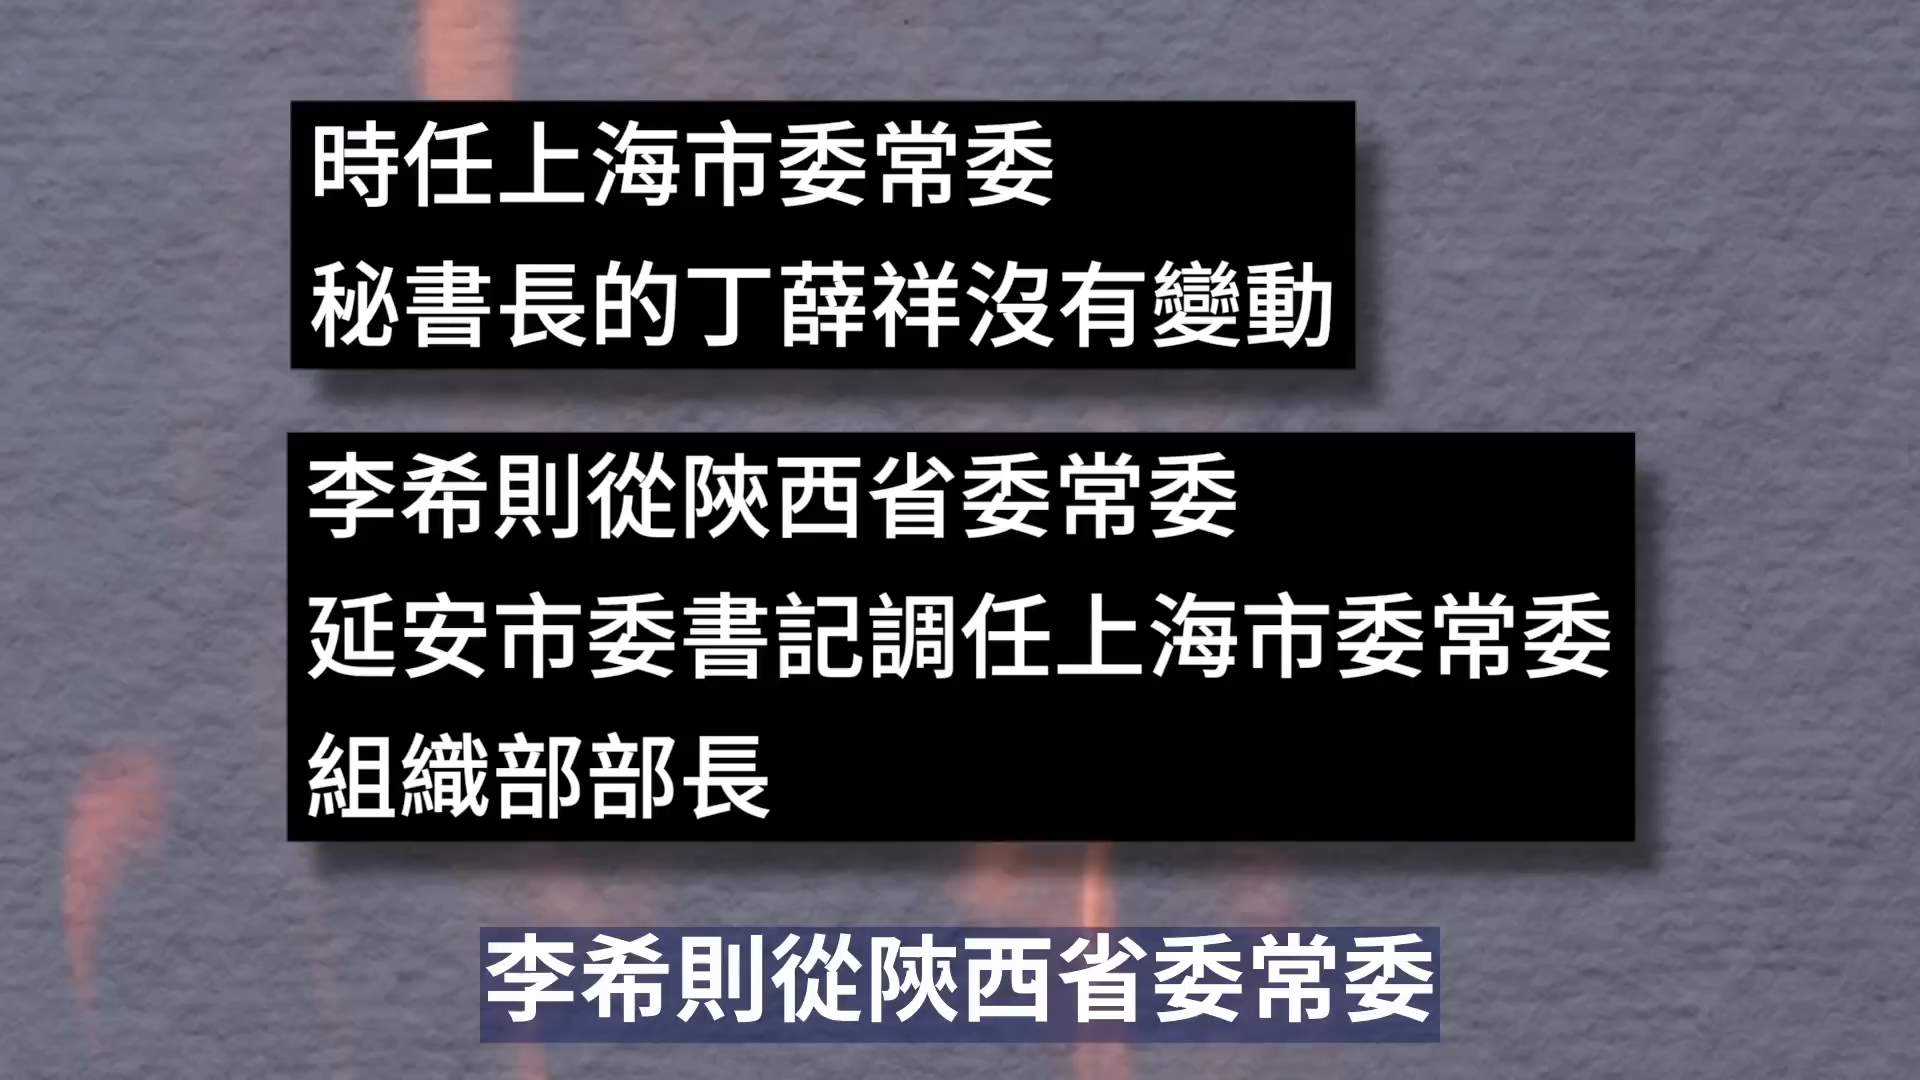 時任上海市委常委
秘書長的丁薛祥沒有變動
李希則從陝西省委常委
延安市委書記調任上海市委常委
組織部部長
李希則從陝西省委常委